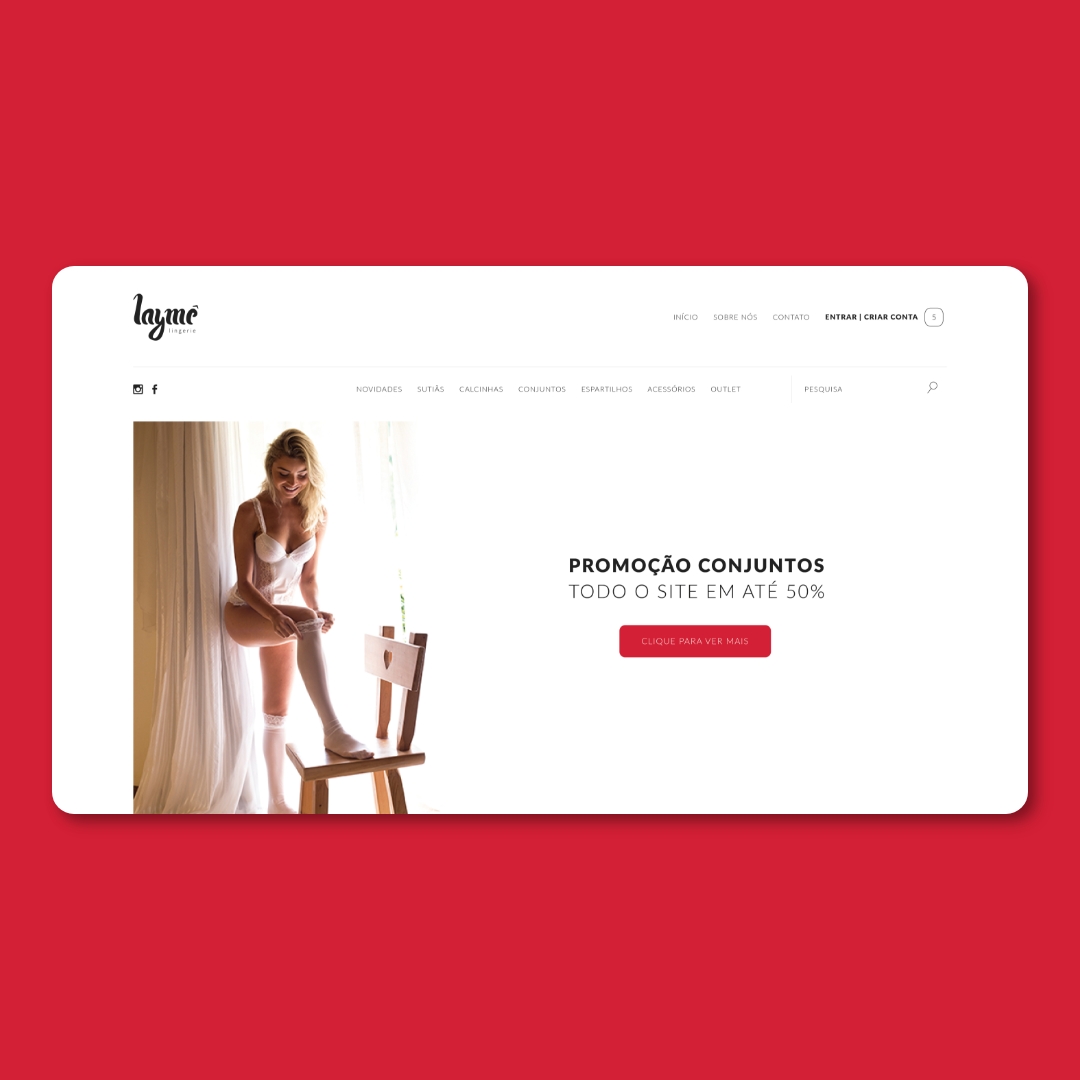 laymê
lingerie
INÍCIO SOBRE NÓS CONTATO ENTRAR | CRIAR CONTA 5
NOVIDADES SUTIÃS CALCINHAS CONJUNTOS ESPARTILHOS ACESSÓRIOS OUTLET PESQUISA
PROMOÇÃO CONJUNTOS
TODO O SITE EM ATÉ 50%
CLIQUE PARA VER MAIS